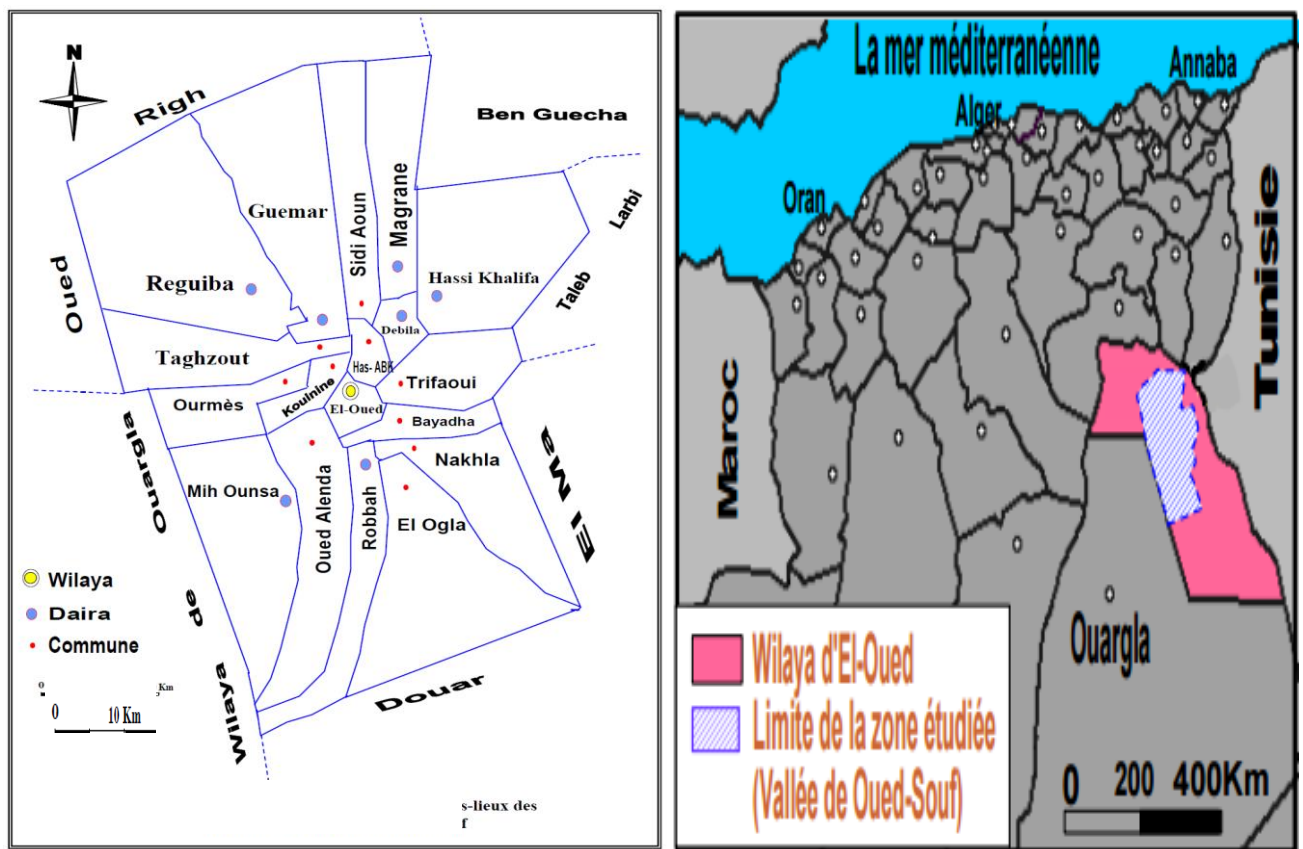 N
Righ
Ben Guecha
Guemar
Sidi Aoun
Magrane
Larbi
Taleb
Hassi Khalifa
Oued
Reguiba
Debila
Taghzout
Has- ABK
Kouinine
Trifaoui
Ourmès
El-Oued
Bayadha
Nakhla
Mih Ounsa
Oued Alenda
Robbah
El Ogla
El MA
Wilaya
de
Ouargia
Douar
Wilaya
Daira
Commune
Km
0 10 Km
s-lieux des
f
La mer méditerranéenne
Annaba
Alger
Oran
Tunisie
Maroc
Ouargla
Wilaya d'El-Oued
Limite de la zone étudiée
(Vallée de Oued-Souf)
0 200 400Km